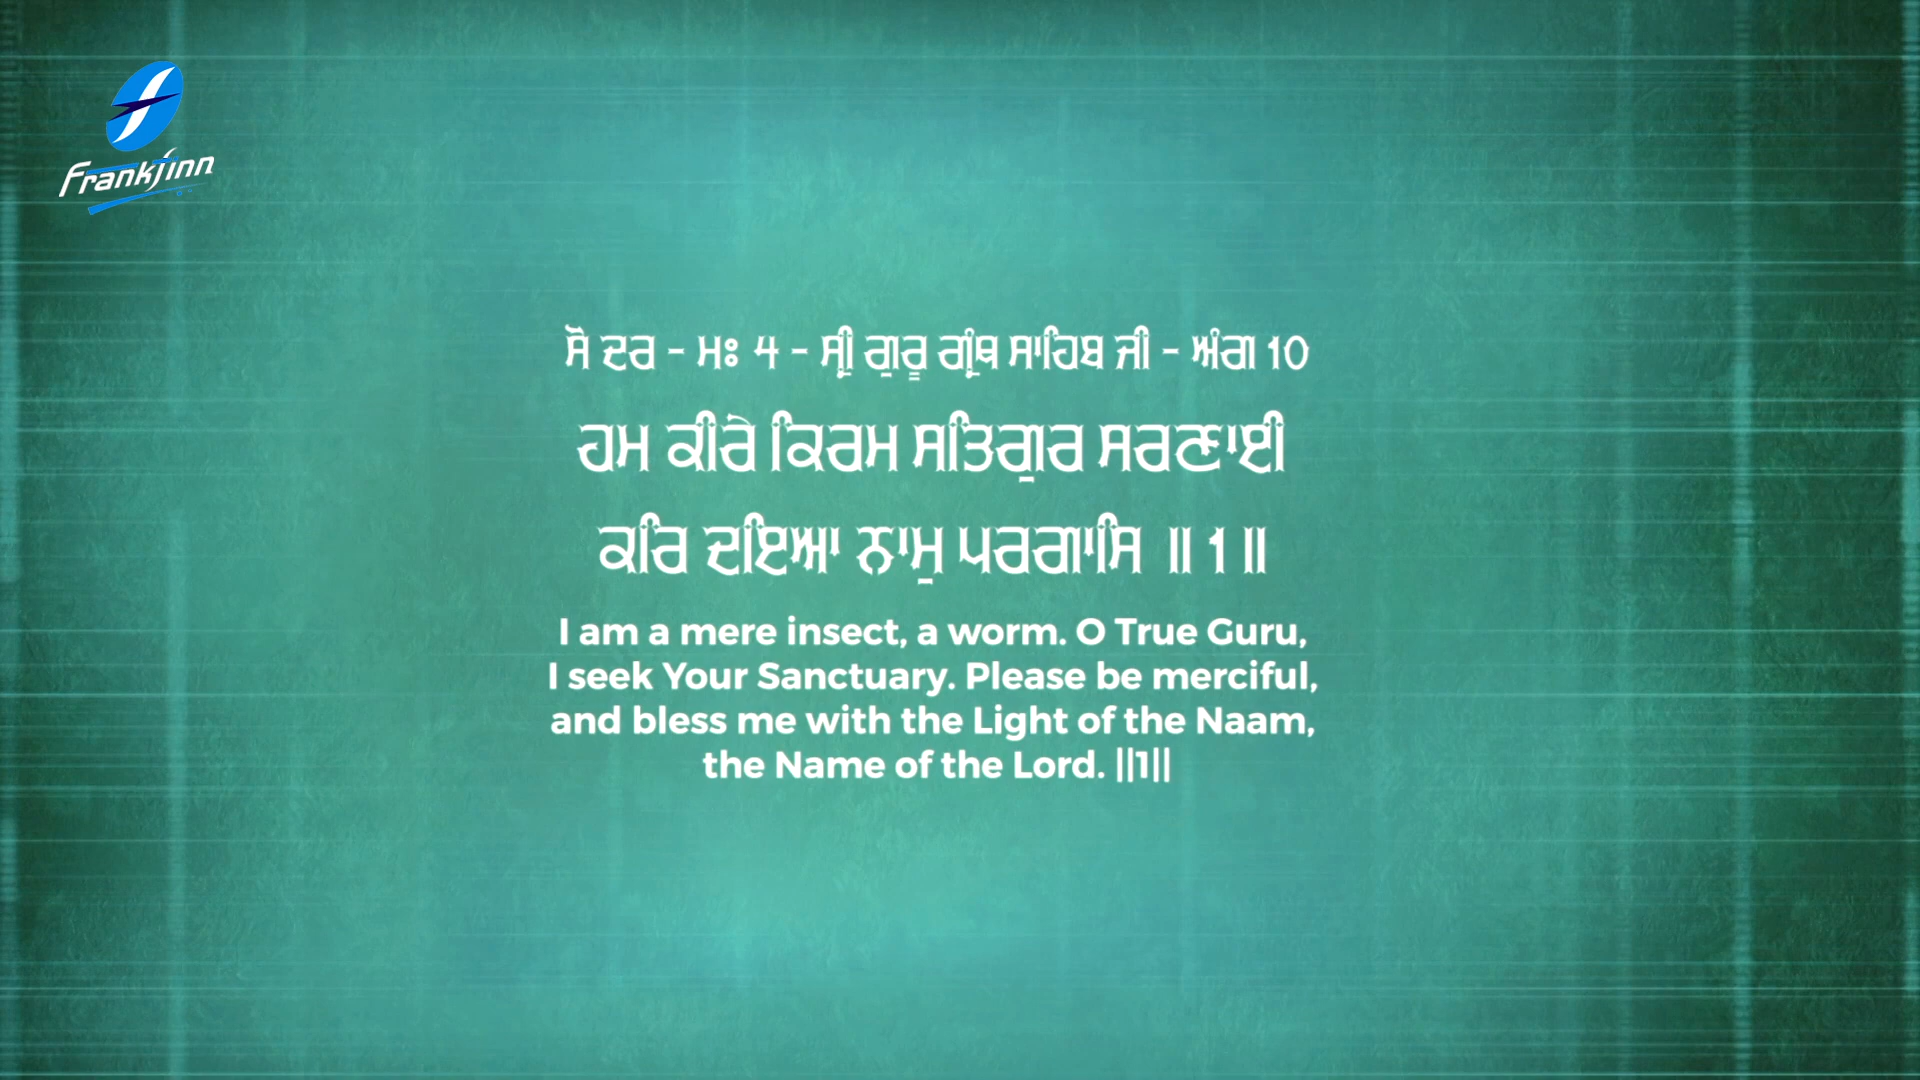 Frankfinn
ਸੋ ਦਰ - ਮਃ 4 - ਸ੍ਰੀ ਗੁਰੂ ਗ੍ਰੰਥ ਸਾਹਿਬ ਜੀ - ਅੰਗ 10
ਹਮ ਕੀਰੇ ਕਿਰਮ ਸਤਿਗੁਰ ਸਰਣਾਈ
ਕਰਿ ਦਇਆ ਨਾਮੁ ਪਰਗਾਸਿ ॥ 1 ॥
I am a mere insect, a worm. O True Guru,
I seek Your Sanctuary. Please be merciful,
and bless me with the Light of the Naam,
the Name of the Lord. ||1||